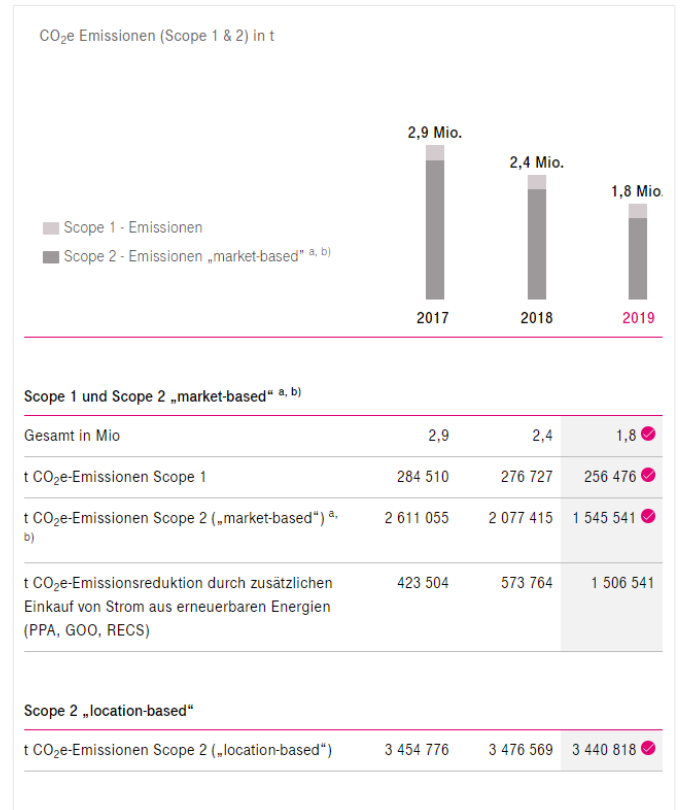 CO₂e Emissionen (Scope 1 & 2) in t
2,9 Mio.
2,4 Mio.
1,8 Mio.
Scope 1 - Emissionen
Scope 2 - Emissionen „market-based" a, b)
2017 2018 2019
Scope 1 und Scope 2 „market-based“ a, b)
Gesamt in Mio 2,9 2,4 1,8
t CO₂e-Emissionen Scope 1 284 510 276 727 256 476
t CO₂e-Emissionen Scope 2 („market-based“) a, 2 611 055 2 077 415 1 545 541
b)
t CO₂e-Emissionsreduktion durch zusätzlichen 423 504 573 764 1 506 541
Einkauf von Strom aus erneuerbaren Energien
(PPA, GOO, RECS)
Scope 2 „location-based“
t CO₂e-Emissionen Scope 2 („location-based“) 3 454 776 3 476 569 3 440 818